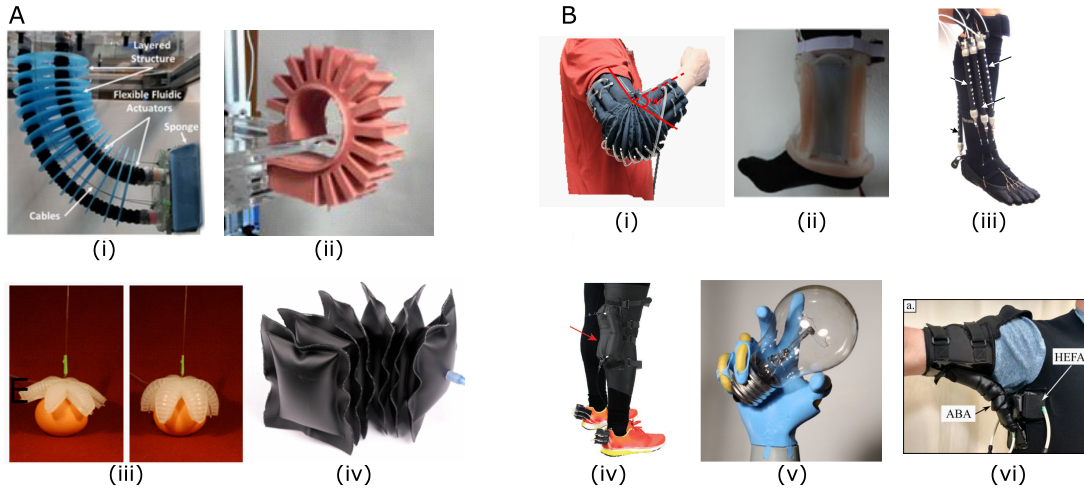 A
Layered
Structure
Flexible Fluidic
Actuators
Sponge
Cables
(i)
(ii)
E
(iii)
(iv)
B
(i)
(ii)
(iii)
(iv)
(v)
a.
HEFA
ABA
(vi)